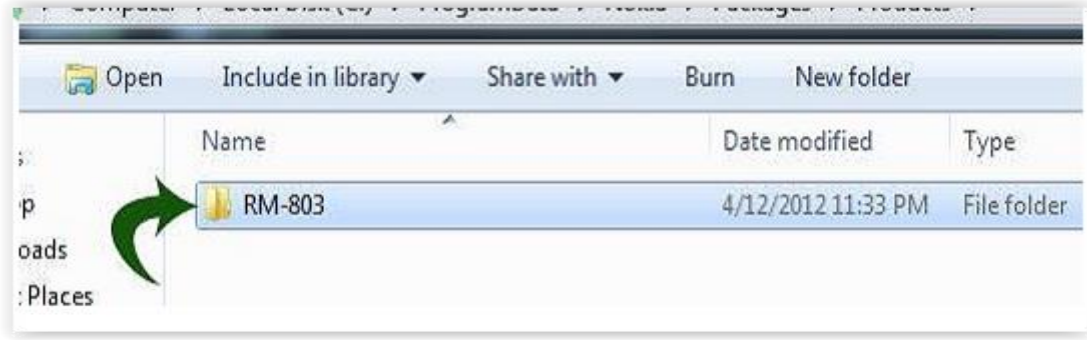 Open Include in library Share with Burn New folder
Name Date modified Type
RM-803 4/12/2012 11:33 PM File folder
oads
Places